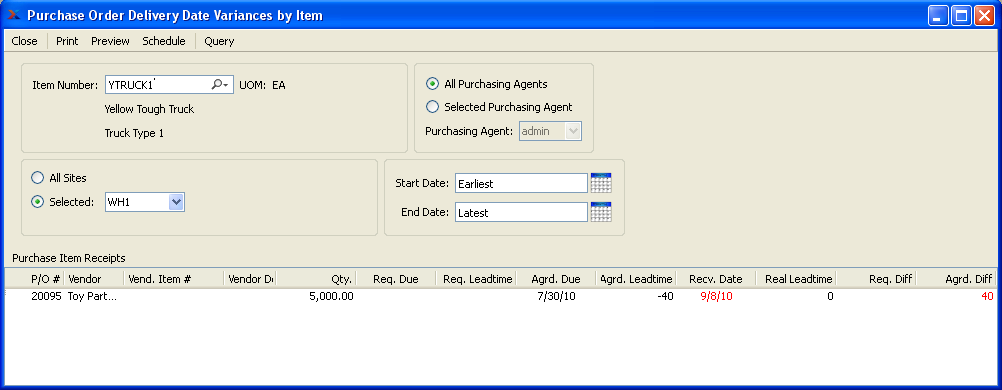 Purchase Order Delivery Date Variances by Item
Close Print Preview Schedule Query
Item Number: YTRUCK1 UOM: EA
Yellow Tough Truck
Truck Type 1
All Purchasing Agents
Selected Purchasing Agent
Purchasing Agent: admin
All Sites
Selected: WH1
Start Date: Earliest
End Date: Latest
Purchase Item Receipts
P/O # Vendor Vend. Item # Vendor De Qty. Req. Due Req. Leadtime Agrd. Due Agrd. Leadtime Recv. Date Real Leadtime Req. Diff Agrd. Diff
20095 Toy Part... 5,000.00 7/30/10 -40 9/8/10 0 40